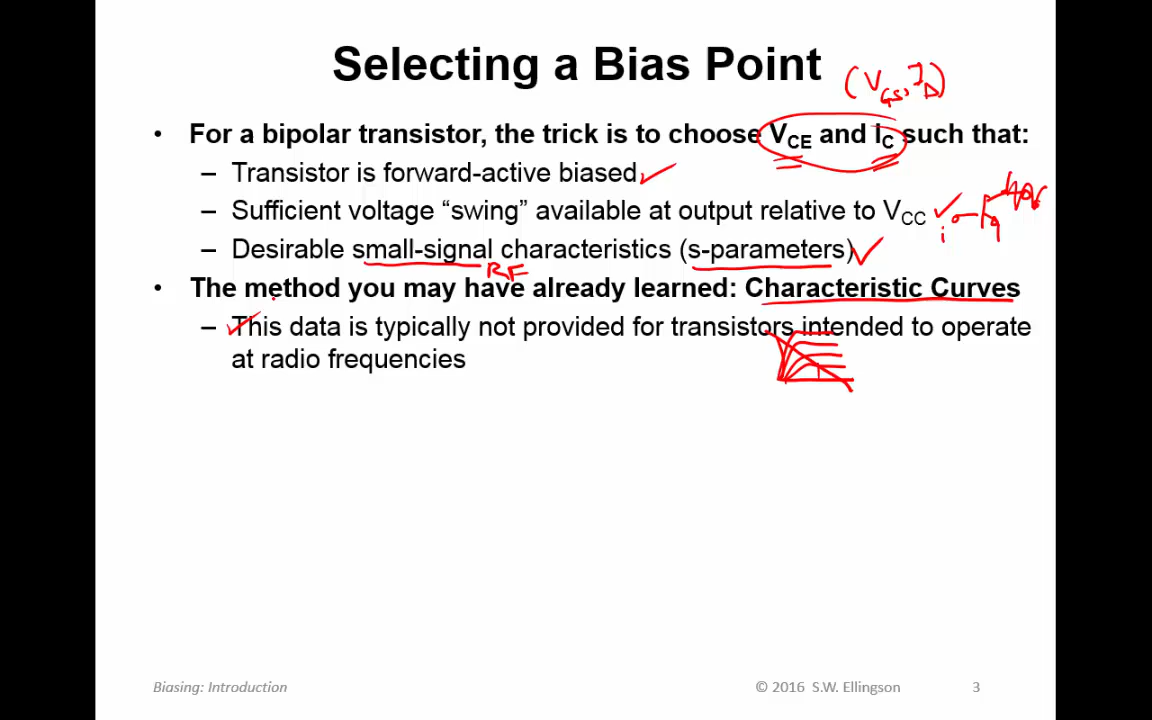 Selecting a Bias Point
(VGS, ID)
• For a bipolar transistor, the trick is to choose VCE and IC such that:
– Transistor is forward-active biased
– Sufficient voltage “swing” available at output relative to VCC
i
– Desirable small-signal characteristics (s-parameters)
RF
• The method you may have already learned: Characteristic Curves
– This data is typically not provided for transistors intended to operate
at radio frequencies
Biasing: Introduction
© 2016 S.W. Ellingson
3